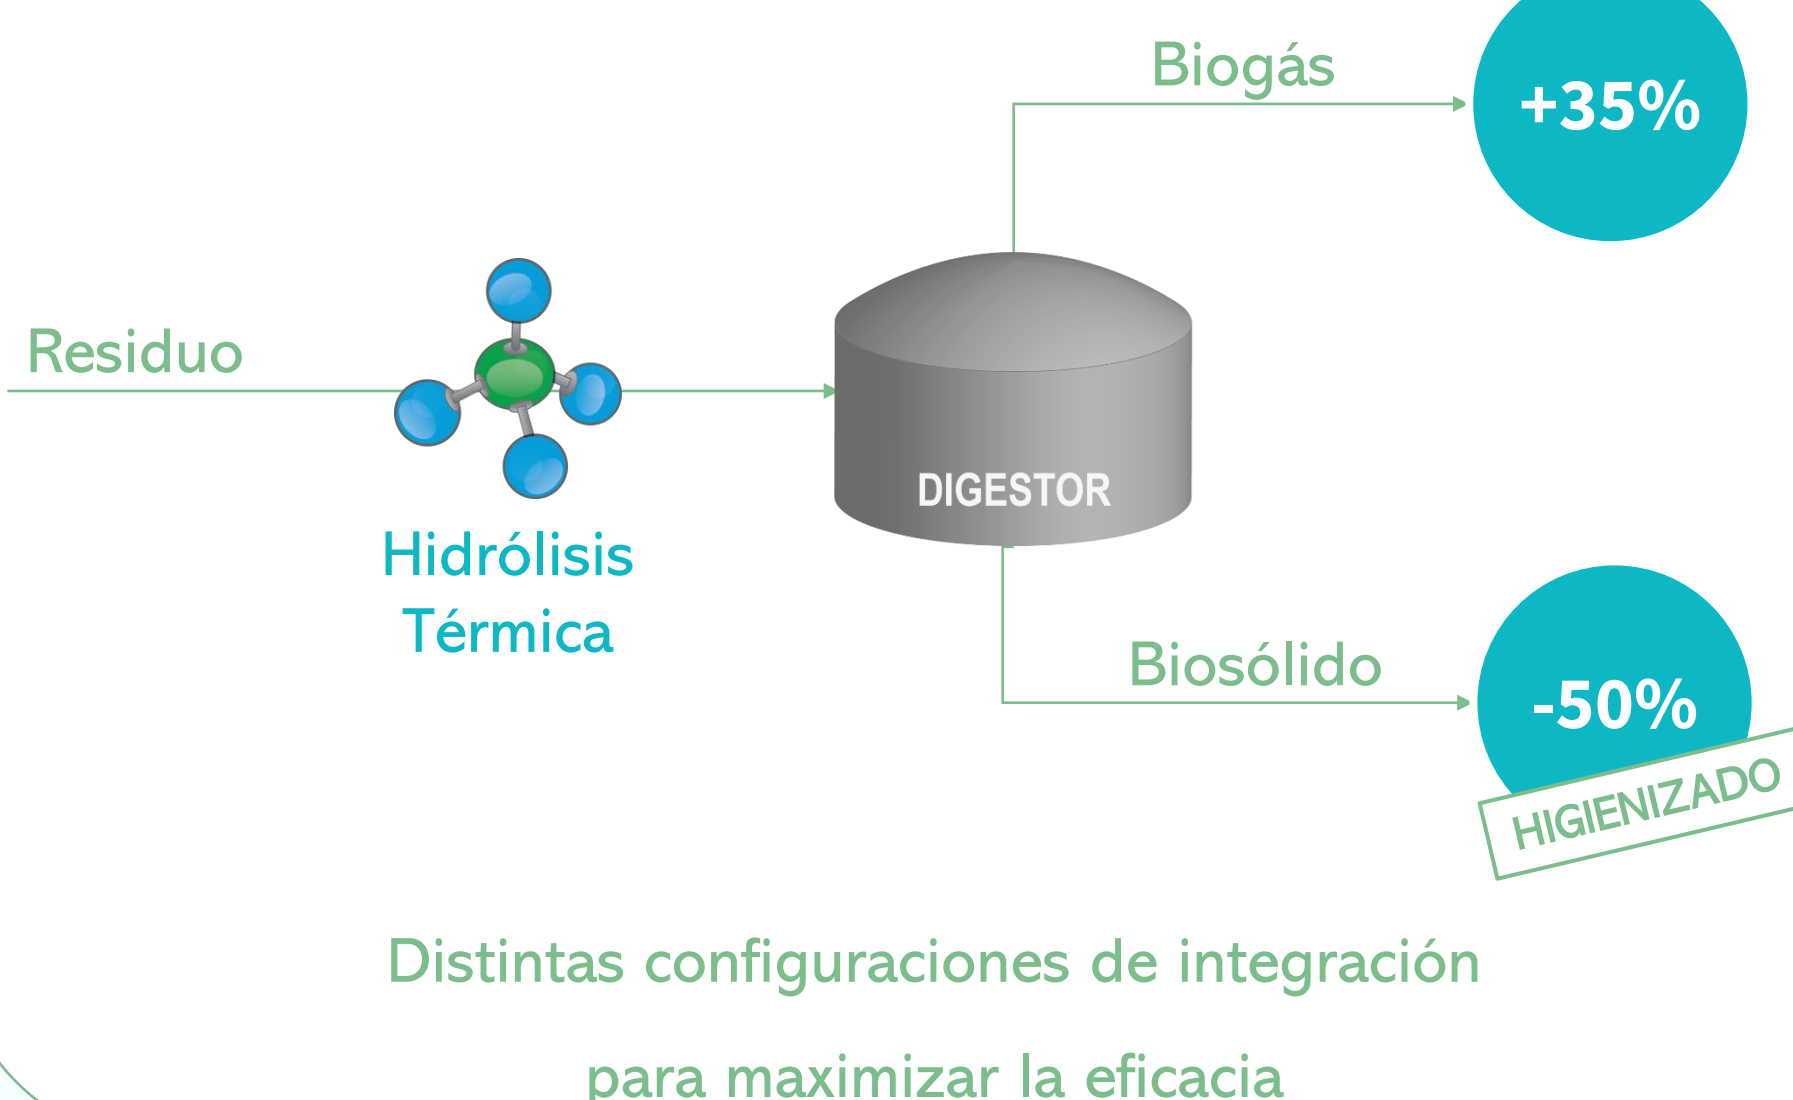 Biogás
+35%
Residuo
DIGESTOR
Hidrólisis
Térmica
Biosólido
-50%
HIGIENIZADO
Distintas configuraciones de integración
para maximizar la eficacia